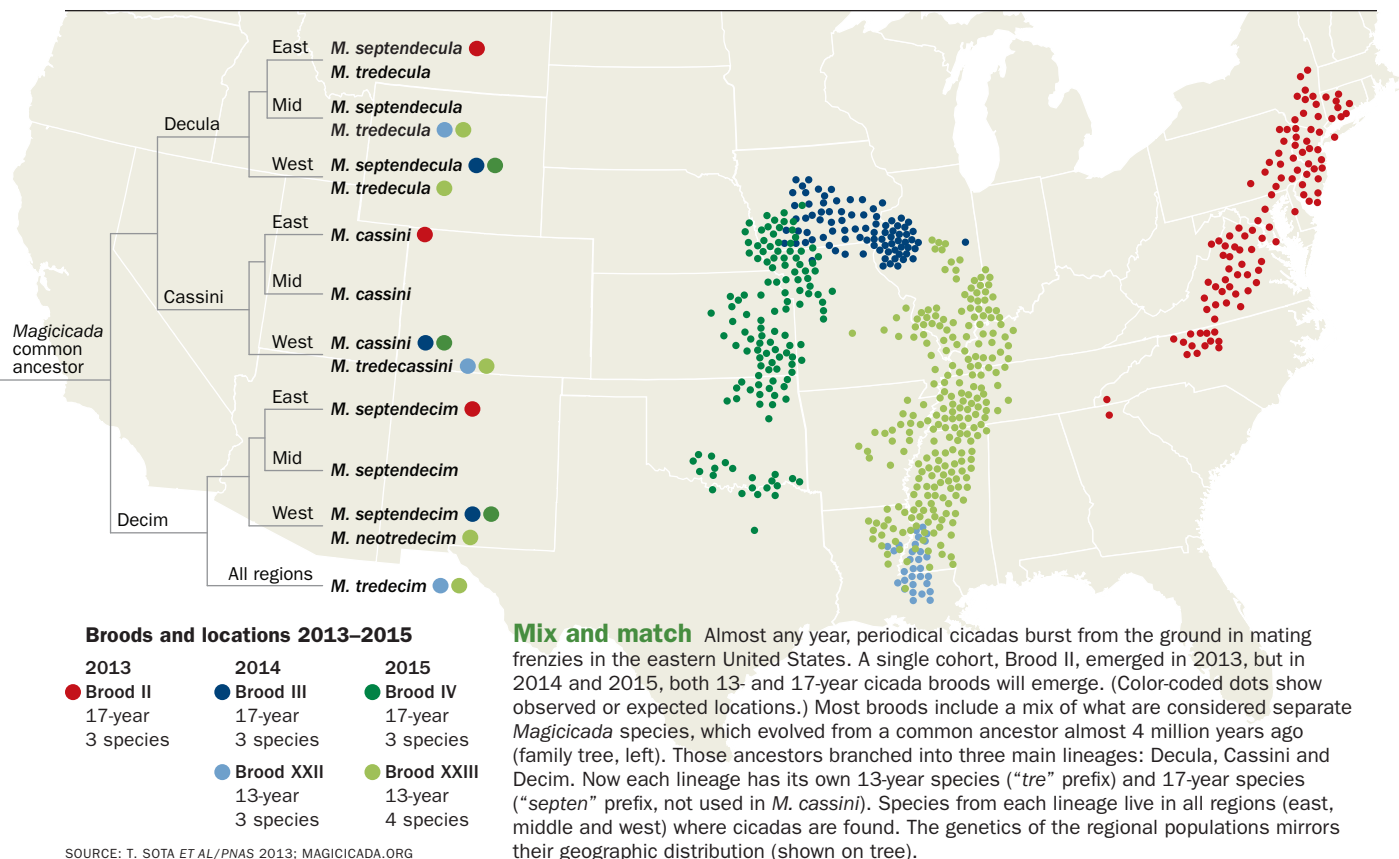 East
M. septendecula
M. tredecula
Mid
M. septendecula
M. tredecula
Decula
West
M. septendecula
M. tredecula
East
M. cassini
Mid
M. cassini
Cassini
West
M. cassini
M. tredecassini
Magicicada
common
ancestor
East
M. septendecim
Mid
M. septendecim
Decim
West
M. septendecim
M. neotredecim
All regions
M. tredecim
Broods and locations 2013–2015
2013
Brood II
17-year
3 species
2014
Brood III
17-year
3 species
Brood XXII
13-year
3 species
2015
Brood IV
17-year
3 species
Brood XXIII
13-year
4 species
SOURCE: T. SOTA ET AL/PNAS 2013; MAGICICADA.ORG
Mix and match Almost any year, periodical cicadas burst from the ground in mating
frenzies in the eastern United States. A single cohort, Brood II, emerged in 2013, but in
2014 and 2015, both 13- and 17-year cicada broods will emerge. (Color-coded dots show
observed or expected locations.) Most broods include a mix of what are considered separate
Magicicada species, which evolved from a common ancestor almost 4 million years ago
(family tree, left). Those ancestors branched into three main lineages: Decula, Cassini and
Decim. Now each lineage has its own 13-year species (“tre” prefix) and 17-year species
(“septen” prefix, not used in M. cassini). Species from each lineage live in all regions (east,
middle and west) where cicadas are found. The genetics of the regional populations mirrors
their geographic distribution (shown on tree).